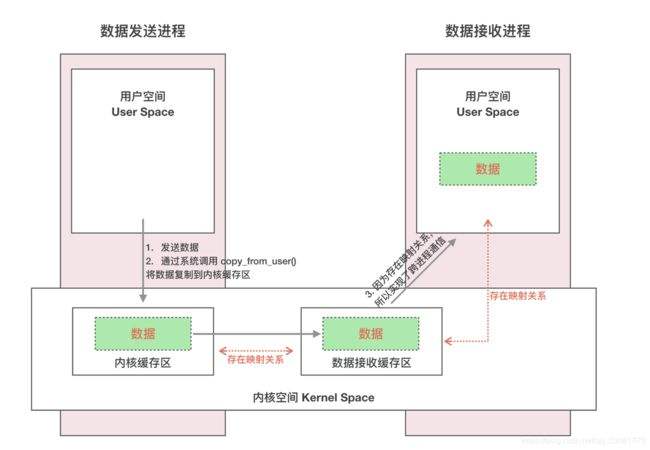 数据发送进程
数据接收进程
用户空间
User Space
用户空间
User Space
数据
1. 发送数据
2. 通过系统调用 copy_from_user()
将数据复制到内核缓存区
3. 因为存在映射关系,
所以实现了跨进程通信
存在映射关系
数据
数据
存在映射关系
内核缓存区
数据接收缓存区
内核空间 Kernel Space